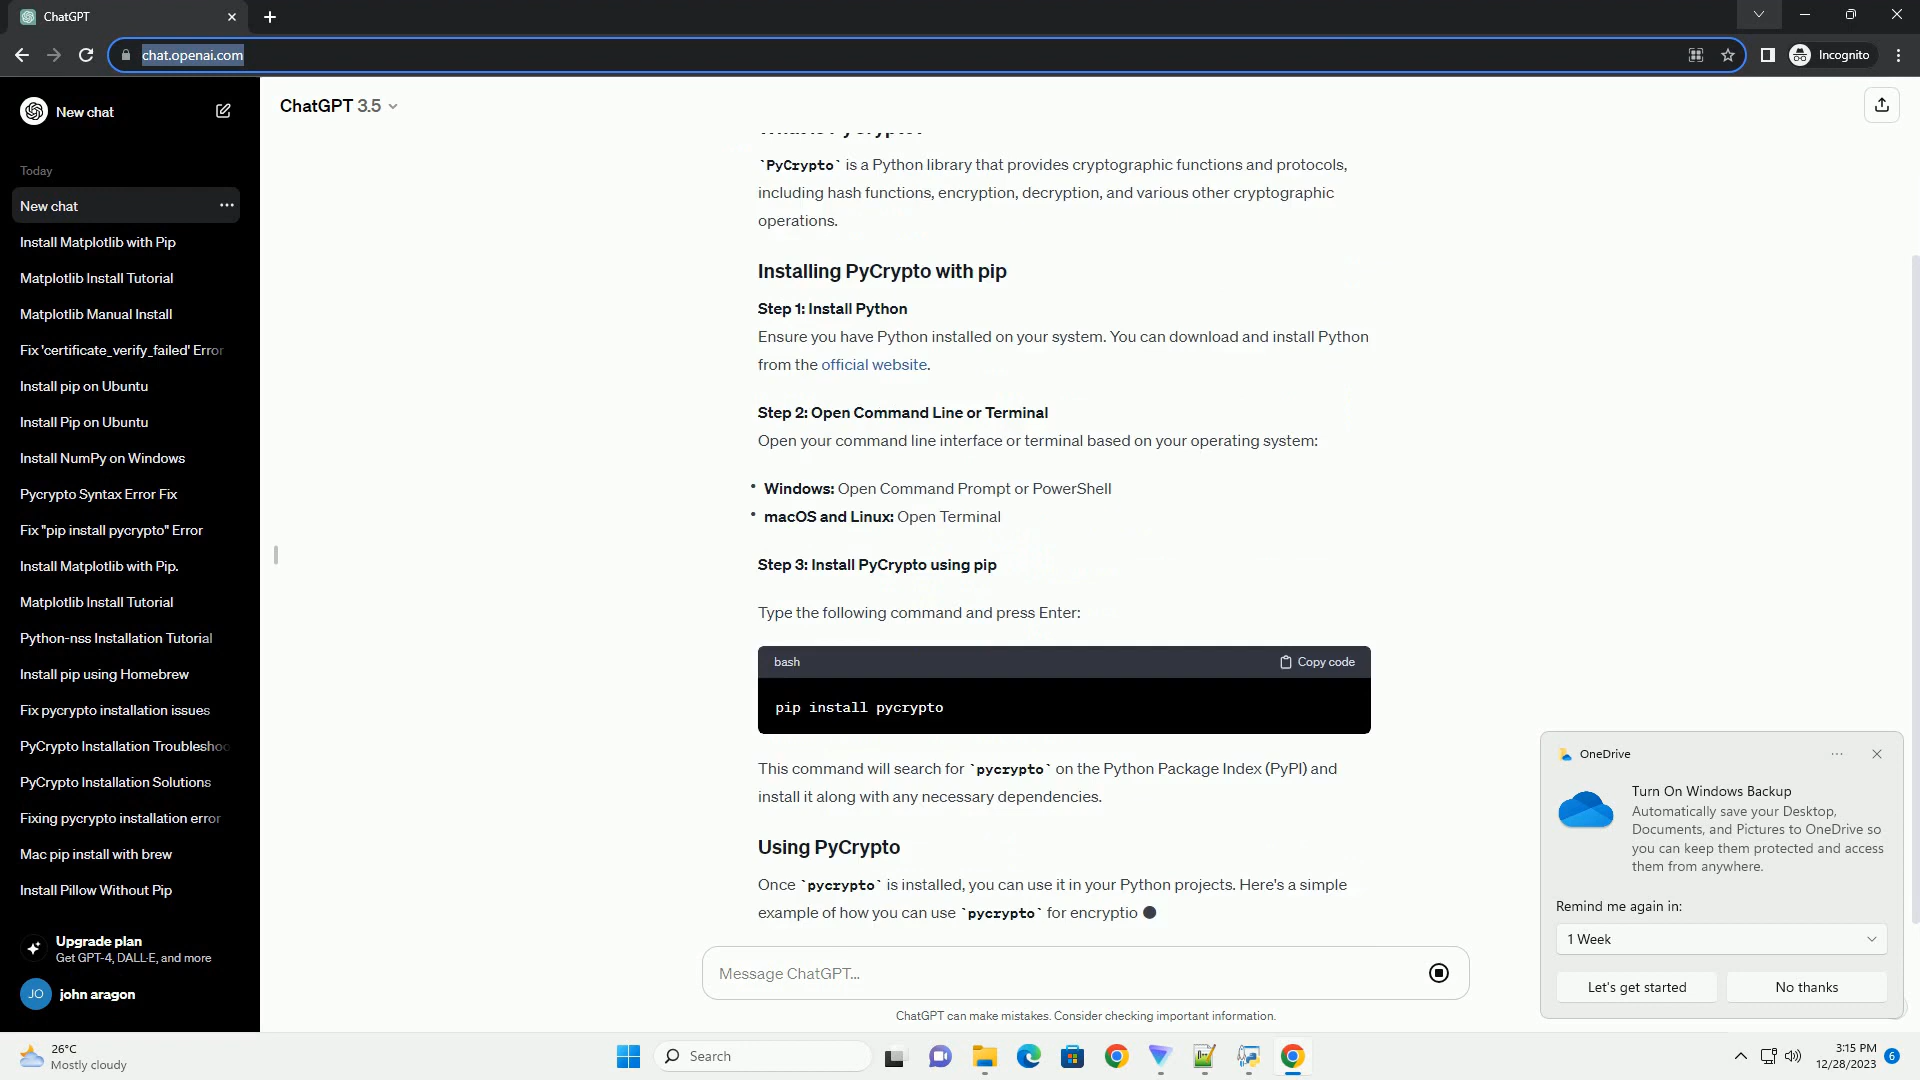 ChatGPT
chat.openai.com
Incognito
New chat
Today
New chat
Install Matplotlib with Pip
Matplotlib Install Tutorial
Matplotlib Manual Install
Fix 'certificate_verify_failed' Error
Install pip on Ubuntu
Install Pip on Ubuntu
Install NumPy on Windows
Pycrypto Syntax Error Fix
Fix "pip install pycrypto" Error
Install Matplotlib with Pip.
Matplotlib Install Tutorial
Python-nss Installation Tutorial
Install pip using Homebrew
Fix pycrypto installation issues
PyCrypto Installation Troubleshoo
PyCrypto Installation Solutions
Fixing pycrypto installation error
Mac pip install with brew
Install Pillow Without Pip
Upgrade plan
Get GPT-4, DALL·E, and more
JO
john aragon
ChatGPT 3.5
`PyCrypto` is a Python library that provides cryptographic functions and protocols,
including hash functions, encryption, decryption, and various other cryptographic
operations.
Installing PyCrypto with pip
Step 1: Install Python
Ensure you have Python installed on your system. You can download and install Python
from the official website.
Step 2: Open Command Line or Terminal
Open your command line interface or terminal based on your operating system:
• Windows: Open Command Prompt or PowerShell
• macOS and Linux: Open Terminal
Step 3: Install PyCrypto using pip
Type the following command and press Enter:
bash
Copy code
pip install pycrypto
This command will search for `pycrypto` on the Python Package Index (PyPI) and
install it along with any necessary dependencies.
Using PyCrypto
Once `pycrypto` is installed, you can use it in your Python projects. Here's a simple
example of how you can use `pycrypto` for encryptio
Message ChatGPT...
ChatGPT can make mistakes. Consider checking important information.
OneDrive
Turn On Windows Backup
Automatically save your Desktop,
Documents, and Pictures to OneDrive so
you can keep them protected and access
them from anywhere.
Remind me again in:
1 Week
Let's get started
No thanks
26°C
Mostly cloudy
Search
3:15 PM
12/28/2023
6